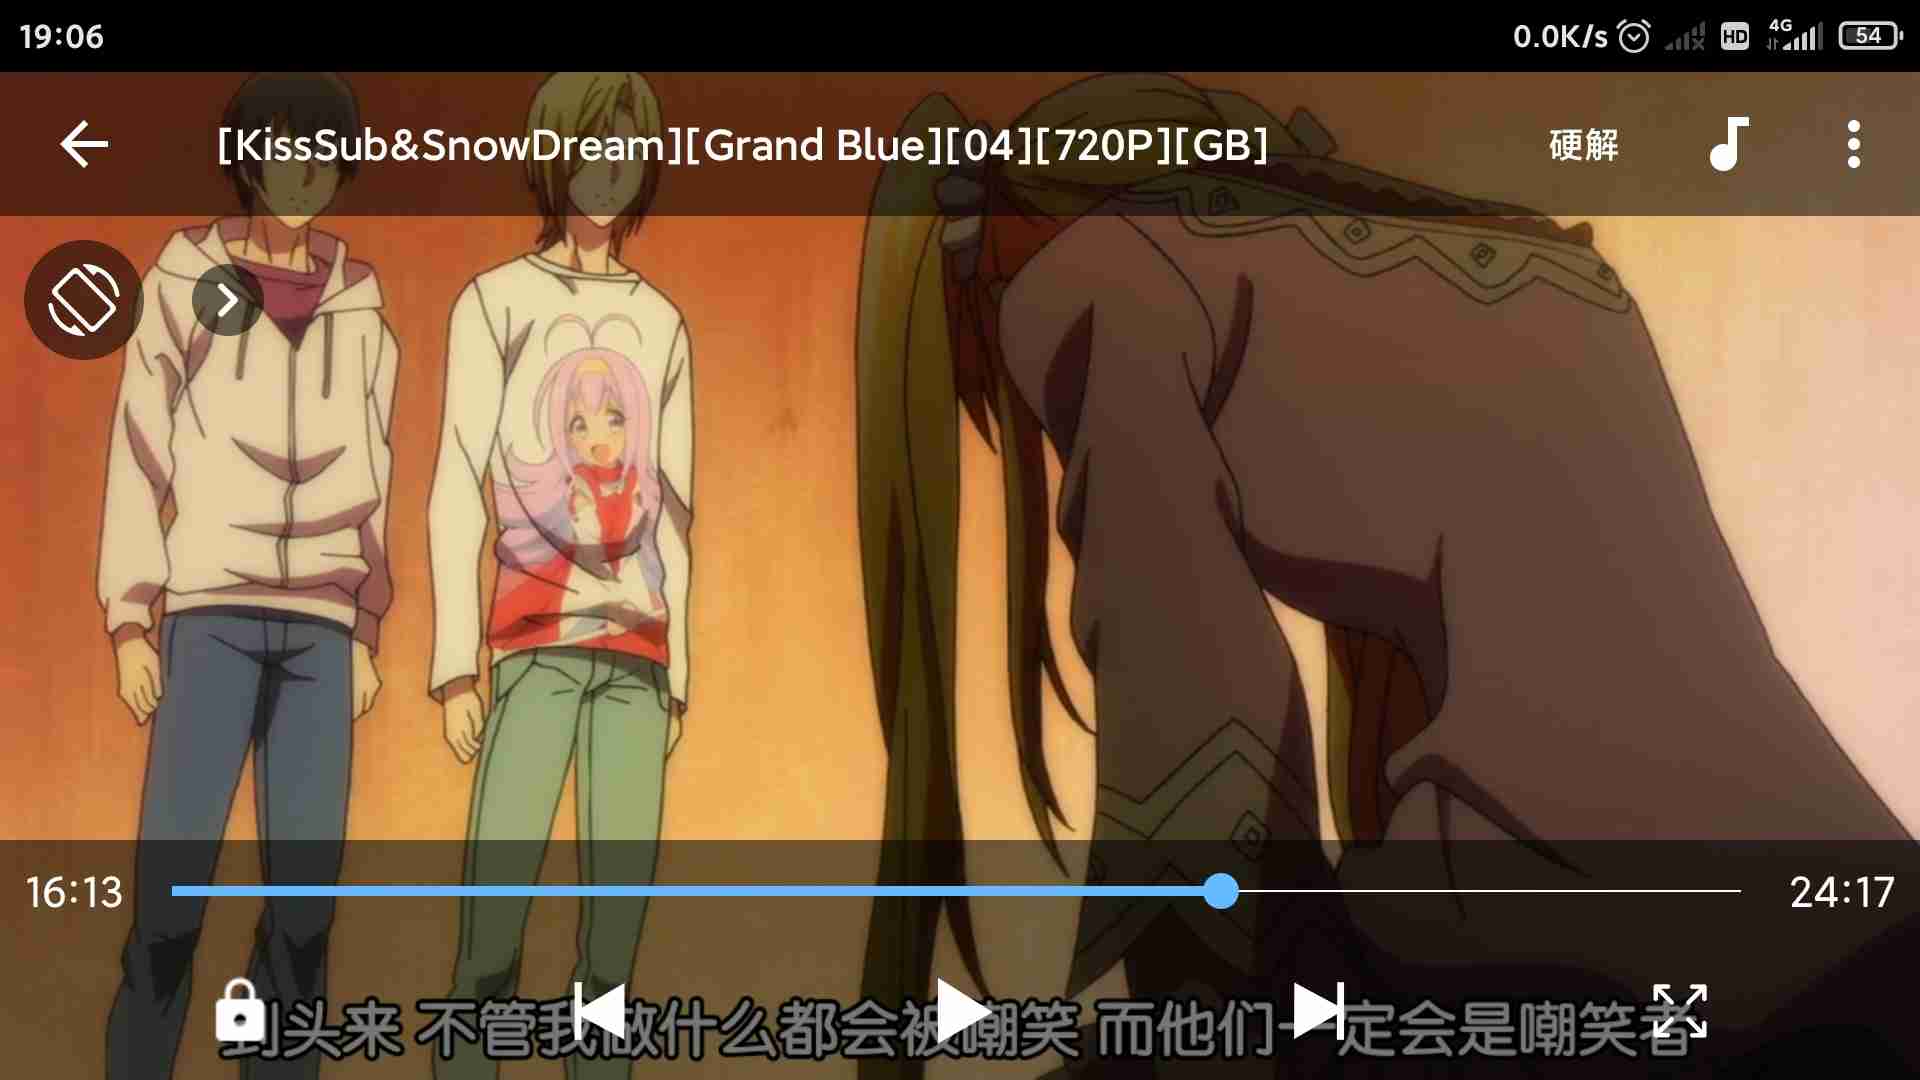 19:06 0.0K/s HD 4G 54
[KissSub&SnowDream][Grand Blue][04][720P][GB] 硬解
16:13 24:17
到头来 不管我做什么都会被嘲笑 而他们一定会是嘲笑者